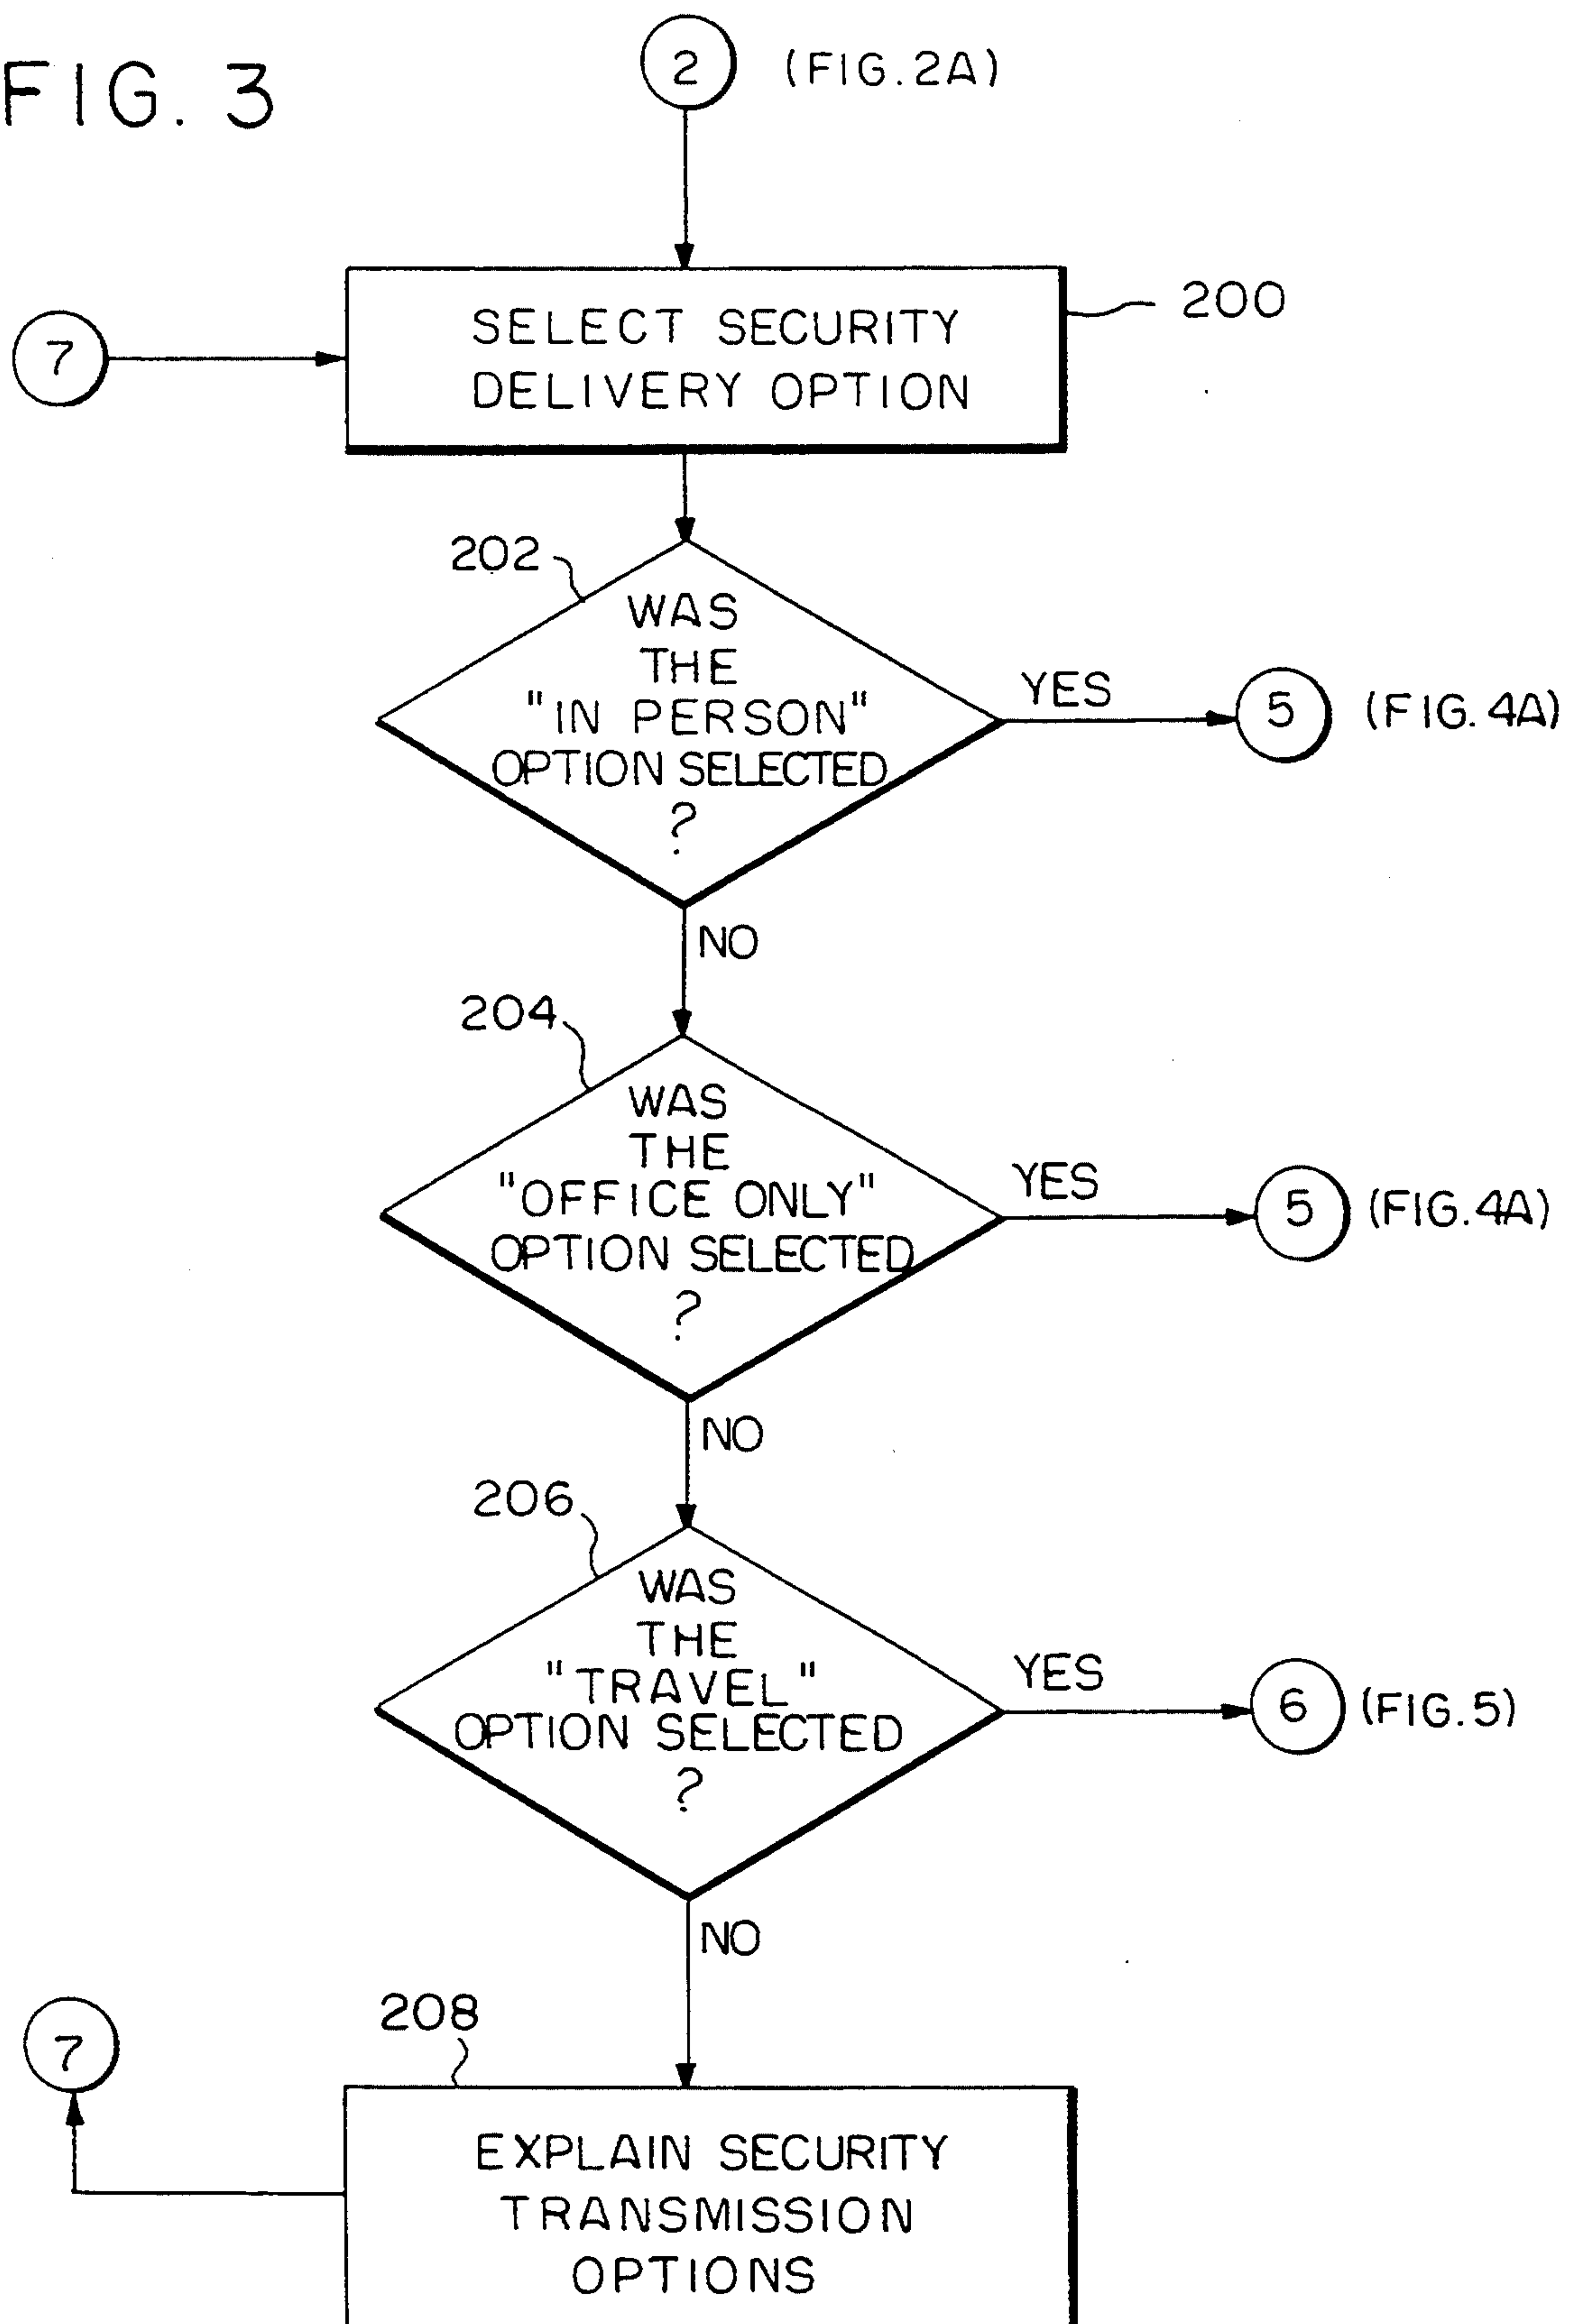 FIG. 3
2 (FIG.2A)
200
SELECT SECURITY
DELIVERY OPTION
7
202
WAS
THE
"IN PERSON"
OPTION SELECTED
?
YES
5 (FIG.4A)
NO
204
WAS
THE
"OFFICE ONLY"
OPTION SELECTED
?
YES
5 (FIG.4A)
NO
206
WAS
THE
"TRAVEL"
OPTION SELECTED
?
YES
6 (FIG.5)
NO
7
208
EXPLAIN SECURITY
TRANSMISSION
OPTIONS